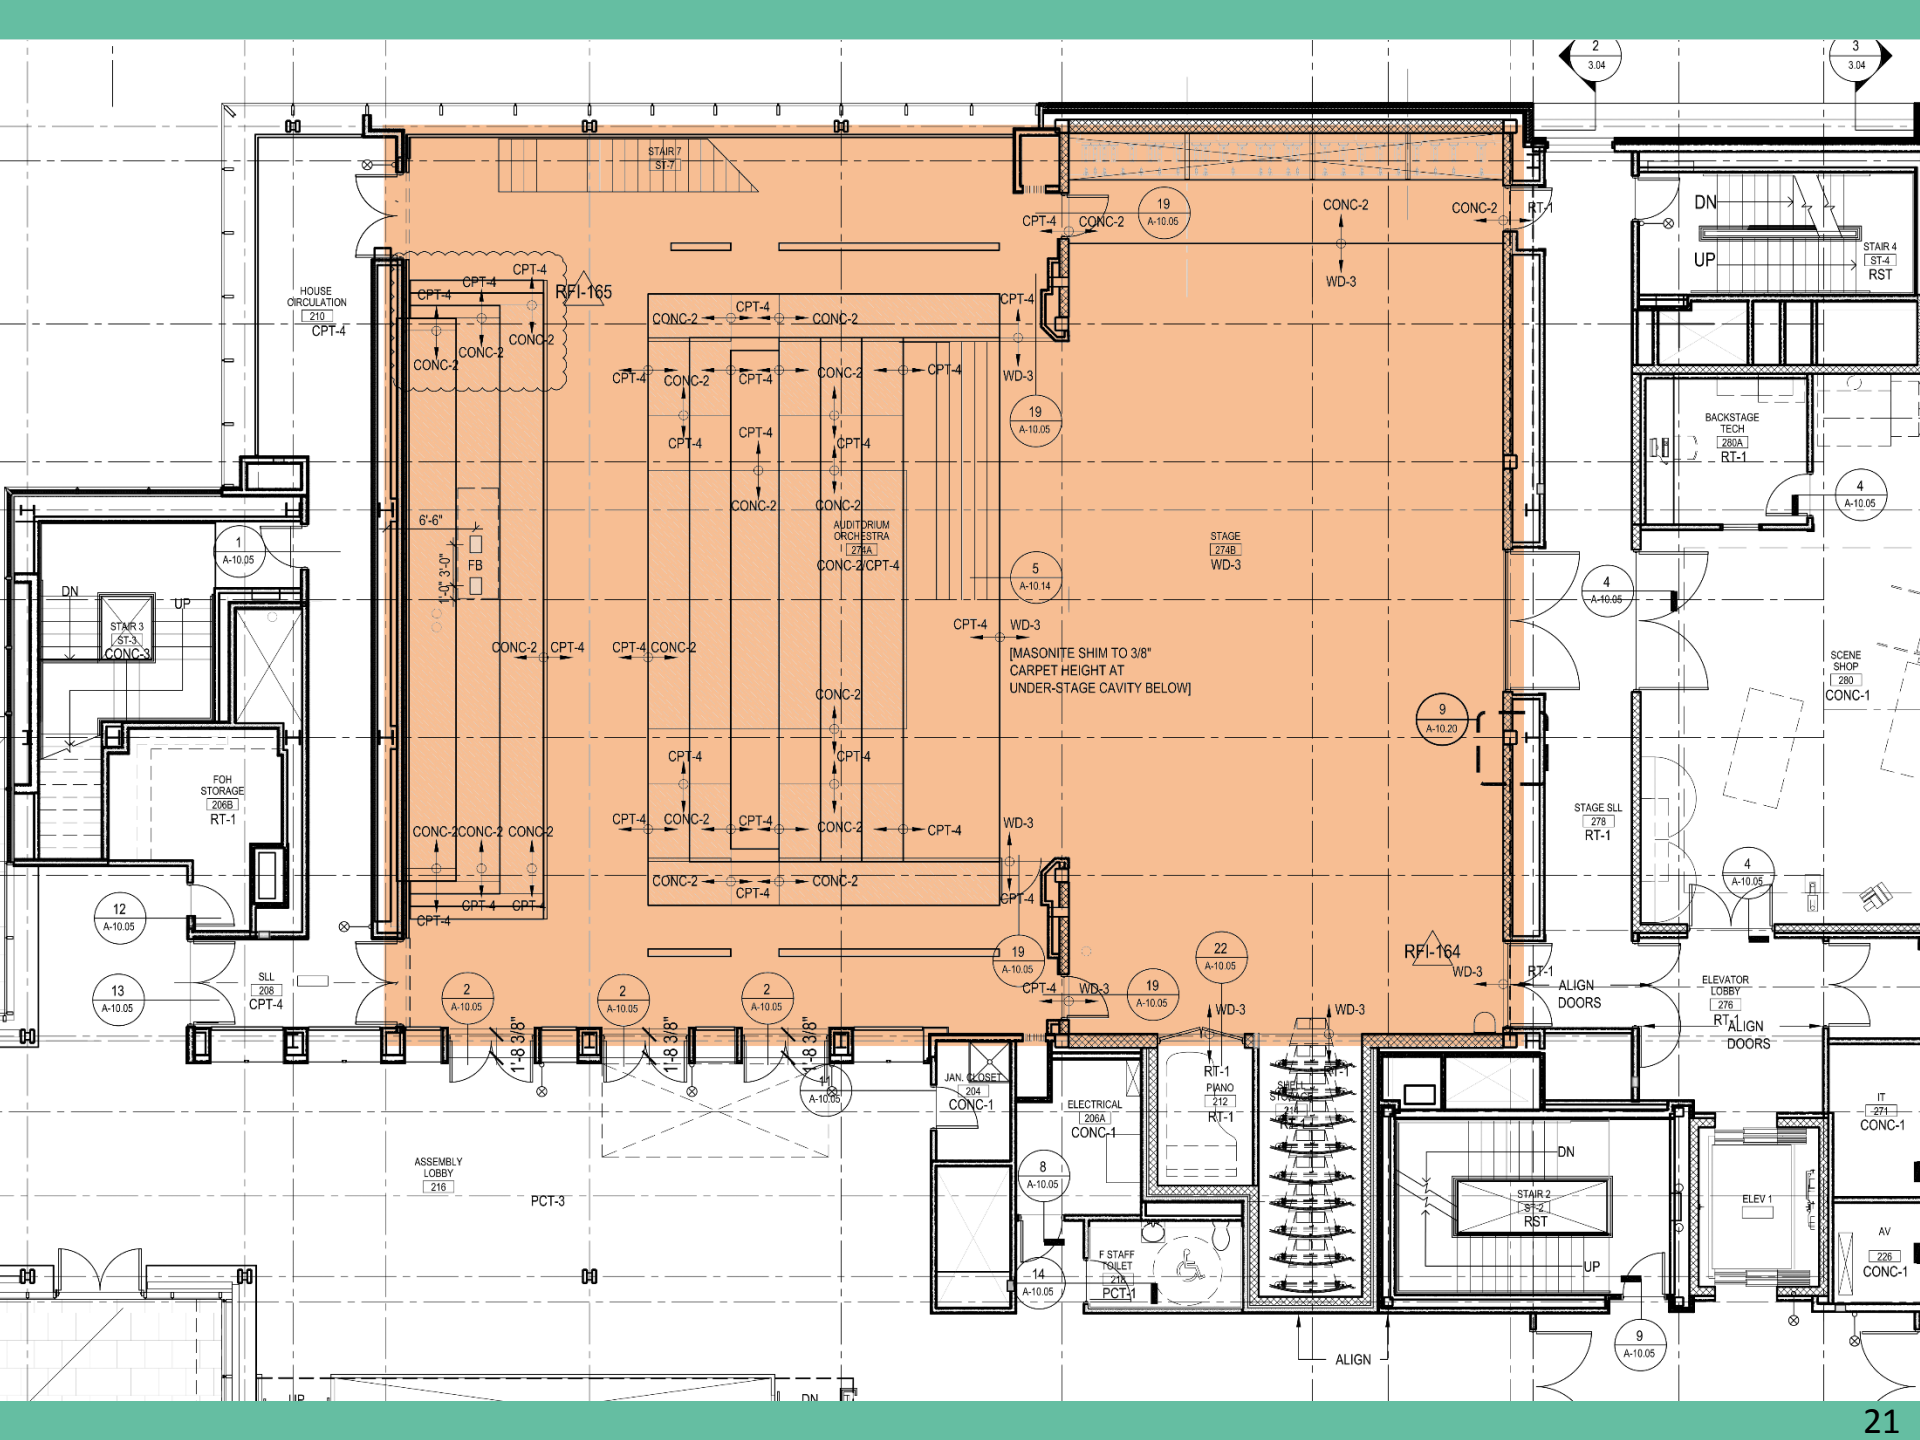 2
3.04
3
3.04
STAIR 7
ST-7
19
A-10.05
CPT-4
CONC-2
CONC-2
CONC-2
RT-1
WD-3
DN
UP
STAIR 4
ST-4
RST
HOUSE
CIRCULATION
210
CPT-4
CPT-4
CPT-4
CPT-4
RFI-165
CONC-2
CONC-2
CONC-2
CONC-2
CPT-4
CONC-2
CPT-4
WD-3
CPT-4
CONC-2
CPT-4
CONC-2
CPT-4
19
A-10.05
CPT-4
CPT-4
CPT-4
CONC-2
CONC-2
BACKSTAGE
TECH
280A
RT-1
4
A-10.05
6'-6"
1'-0" 3'-0"
FB
1
A-10.05
AUDITORIUM
ORCHESTRA
274A
CONC-2/CPT-4
5
A-10.14
STAGE
274B
WD-3
4
A-10.05
DN
UP
STAIR 3
ST-3
CONC-3
CONC-2
CPT-4
CPT-4
CONC-2
CPT-4
WD-3
[MASONITE SHIM TO 3/8"
CARPET HEIGHT AT
UNDER-STAGE CAVITY BELOW]
CONC-2
SCENE
SHOP
280
CONC-1
9
A-10.20
CPT-4
CPT-4
FOH
STORAGE
206B
RT-1
STAGE SLL
278
RT-1
CONC-2
CONC-2
CONC-2
CPT-4
CONC-2
CPT-4
CONC-2
CPT-4
WD-3
CPT-4
CPT-4
CPT-4
CONC-2
CPT-4
CONC-2
CPT-4
4
A-10.05
12
A-10.05
13
A-10.05
SLL
208
CPT-4
2
A-10.05
2
A-10.05
2
A-10.05
19
A-10.05
CPT-4
WD-3
19
A-10.05
22
A-10.05
RFI-164
WD-3
RT-1
ALIGN
DOORS
ELEVATOR
LOBBY
276
RT-1
ALIGN
DOORS
1'-8 3/8"
1'-8 3/8"
1'-8 3/8"
WD-3
WD-3
11
A-10.05
JAN. CLOSET
204
CONC-1
ELECTRICAL
206A
CONC-1
RT-1
PIANO
212
RT-1
RT-1
SHELL
STORAGE
214
RT-1
IT
271
CONC-1
ASSEMBLY
LOBBY
216
PCT-3
8
A-10.05
DN
STAIR 2
ST-2
RST
UP
ELEV 1
AV
226
CONC-1
F STAFF
TOILET
218
PCT-1
14
A-10.05
9
A-10.05
ALIGN
UP
DN
21